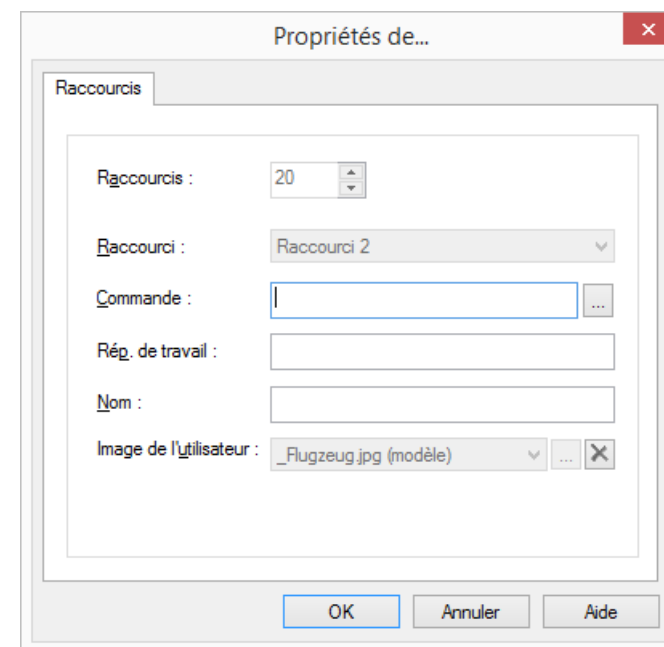 Propriétés de...
Raccourcis
Raccourcis : 20
Raccourci : Raccourci 2
Commande : ...
Rép. de travail :
Nom :
Image de l'utilisateur : _Flugzeug.jpg (modèle) ...
OK Annuler Aide